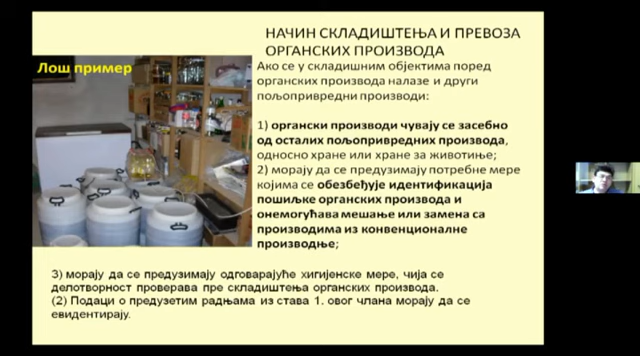 НАЧИН СКЛАДИШТЕЊА И ПРЕВОЗА
ОРГАНСКИХ ПРОИЗВОДА
Лош пример
Ако се у складишним објектима поред
органских производа налазе и други
пољопривредни производи:
1) органски производи чувају се засебно
од осталих пољопривредних производа,
односно хране или хране за животиње;
2) морају да се предузимају потребне мере
којима се обезбеђује идентификација
пошиљке органских производа и
онемогућава мешање или замена са
производима из конвенционалне
производње;
3) морају да се предузимају одговарајуће хигијенске мере, чија се
делотворност проверава пре складиштења органских производа.
(2) Подаци о предузетим радњама из става 1. овог члана морају да се
евидентирају.